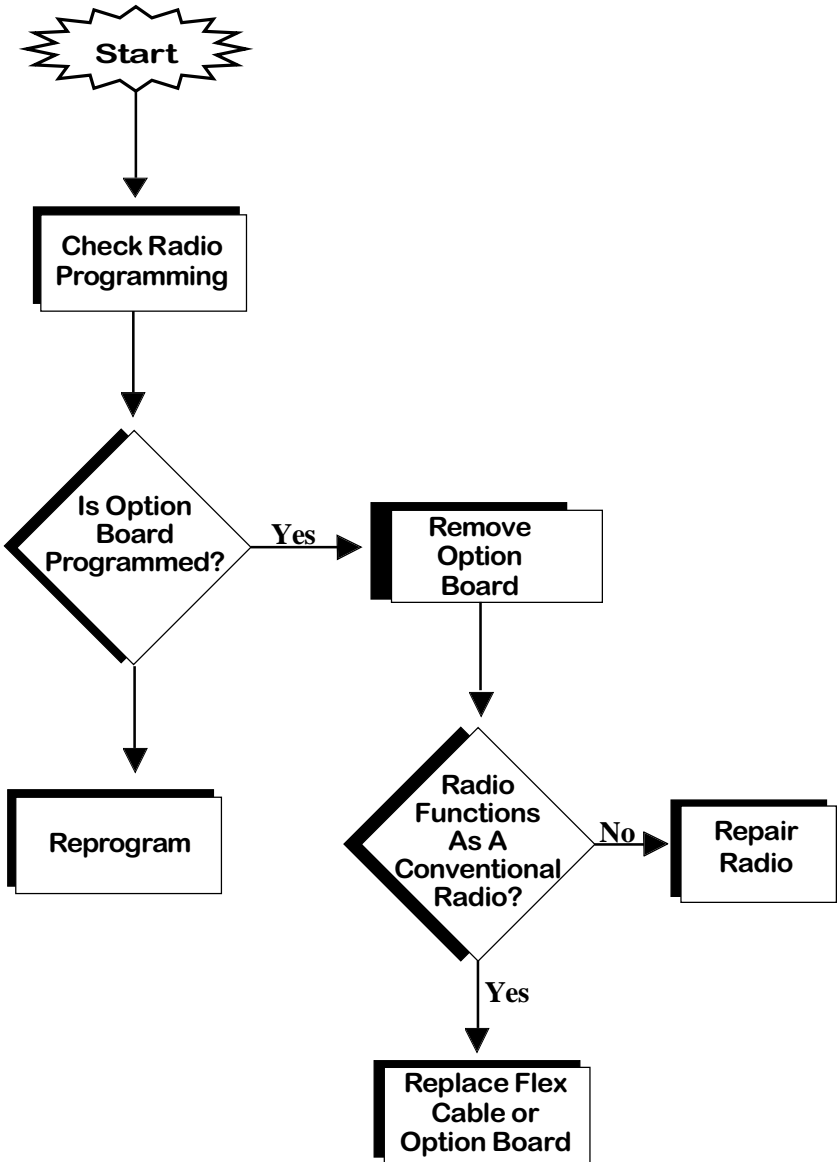 Start
Check Radio
Programming
Is Option
Board
Programmed?
Yes
Remove
Option
Board
Reprogram
Radio
Functions
As A
Conventional
Radio?
No
Repair
Radio
Yes
Replace Flex
Cable or
Option Board